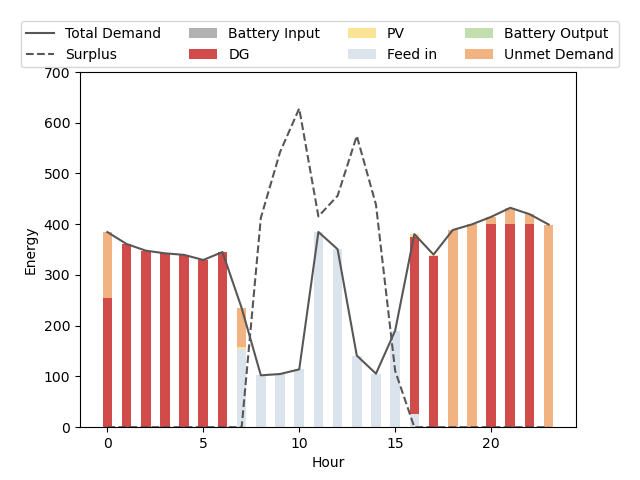 Total Demand Battery Input PV Battery Output
Surplus DG Feed in Unmet Demand
700
600
500
400
300
200
100
0
Energy
0 5 10 15 20
Hour